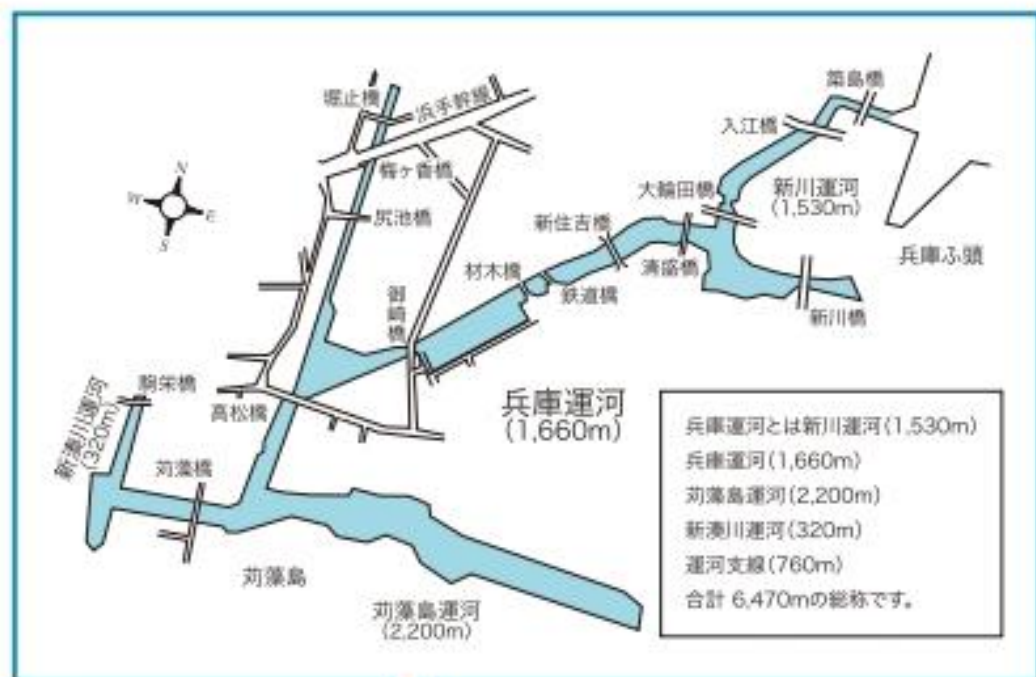 築島橋
堀止橋
浜手幹線
入江橋
梅ヶ香橋
N
W
E
S
大輪田橋
新川運河
(1,530m)
尻池橋
新住吉橋
清盛橋
兵庫ふ頭
材木橋
鉄道橋
御崎橋
新川橋
駒栄橋
高松橋
兵庫運河
(1,660m)
新湊川運河
(320m)
苅藻橋
苅藻島
苅藻島運河
(2,200m)
兵庫運河とは新川運河(1,530m)
兵庫運河(1,660m)
苅藻島運河(2,200m)
新湊川運河(320m)
運河支線(760m)
合計 6,470mの総称です。